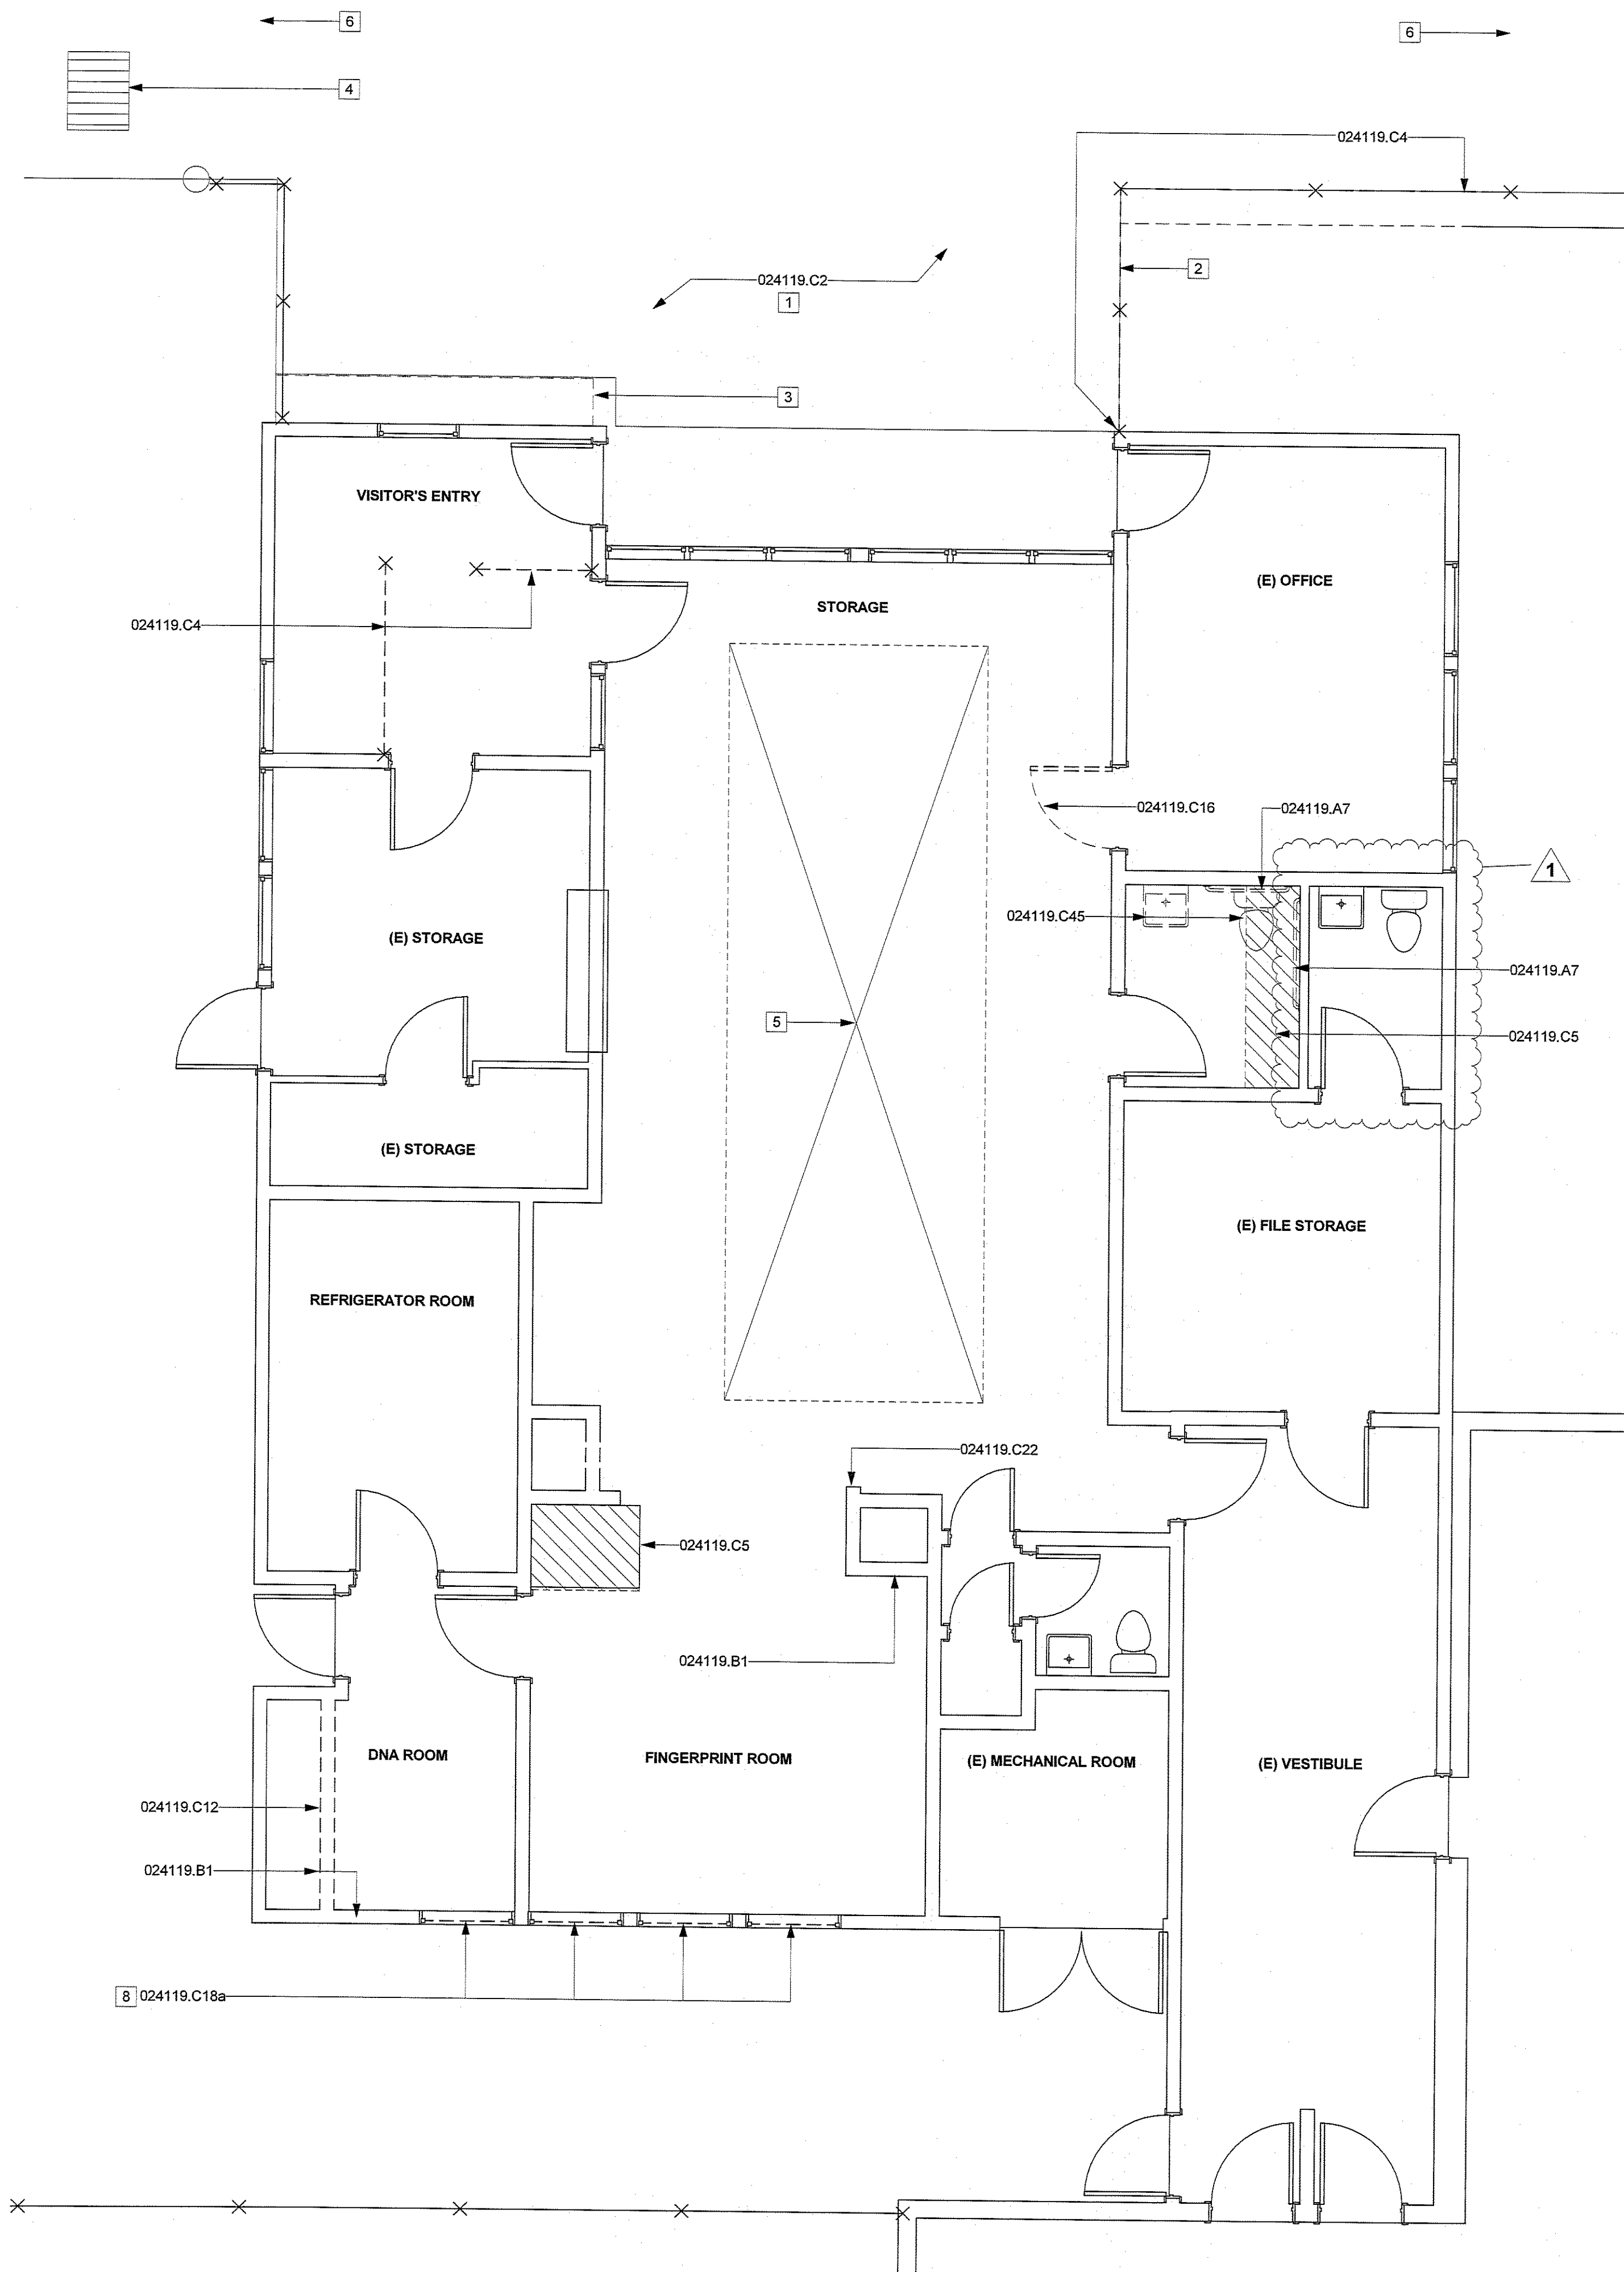 6
6
4
024119.C4
2
024119.C2
1
3
VISITOR'S ENTRY
(E) OFFICE
STORAGE
024119.C4
024119.C16
024119.A7
1
024119.C45
(E) STORAGE
024119.A7
5
024119.C5
(E) STORAGE
(E) FILE STORAGE
REFRIGERATOR ROOM
024119.C22
024119.C5
024119.B1
DNA ROOM
FINGERPRINT ROOM
(E) MECHANICAL ROOM
(E) VESTIBULE
024119.C12
024119.B1
8 024119.C18a